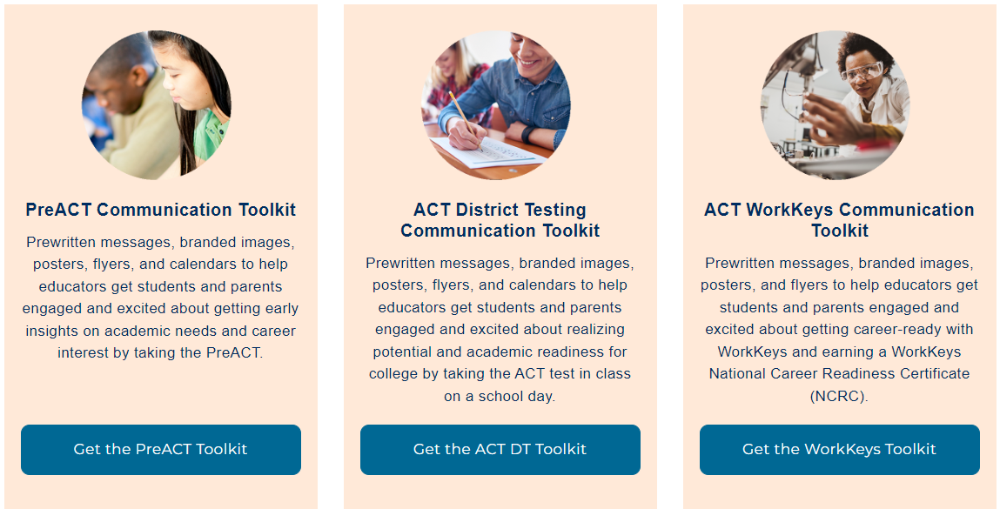 PreACT Communication Toolkit
Prewritten messages, branded images,
posters, flyers, and calendars to help
educators get students and parents
engaged and excited about getting early
insights on academic needs and career
interest by taking the PreACT.
Get the PreACT Toolkit
ACT District Testing
Communication Toolkit
Prewritten messages, branded images,
posters, flyers, and calendars to help
educators get students and parents
engaged and excited about realizing
potential and academic readiness for
college by taking the ACT test in class
on a school day.
Get the ACT DT Toolkit
ACT WorkKeys Communication
Toolkit
Prewritten messages, branded images,
posters, and flyers to help educators get
students and parents engaged and
excited about getting career-ready with
WorkKeys and earning a WorkKeys
National Career Readiness Certificate
(NCRC).
Get the WorkKeys Toolkit